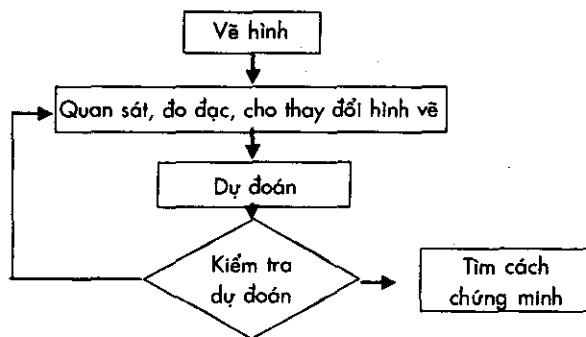 Vẽ hình
Quan sát, đo đạc, cho thay đổi hình vẽ
Dự đoán
Kiểm tra
dự đoán
Tìm cách
chứng minh